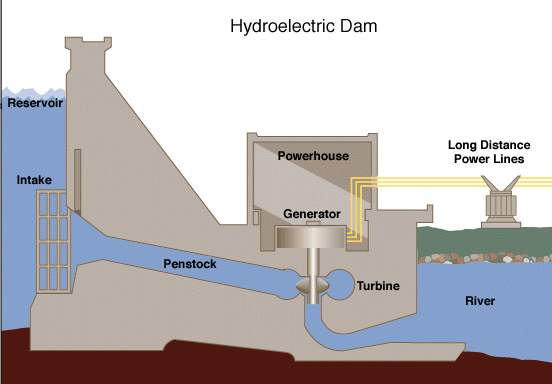 Hydroelectric Dam
Reservoir
Long Distance
Power Lines
Powerhouse
Intake
Generator
Penstock
Turbine
River